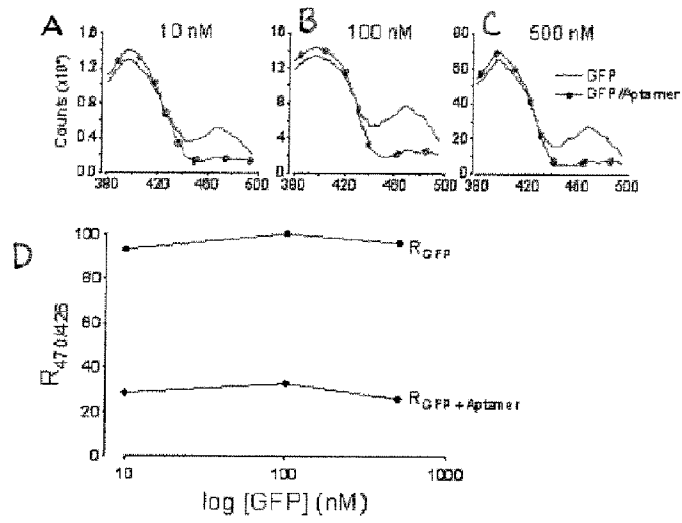 A 10 nM
B 100 nM
C 500 nM
Counts (x10⁶)
1.6
1.2
0.8
0.4
0.0
380 420 460 500
16
12
8
4
0
380 420 460 500
80
60
40
20
0
380 420 460 500
GFP
GFP/Aptamer
D
R470/425
100
80
60
40
20
0
RGFP
RGFP + Aptamer
10 100 1000
log [GFP] (nM)